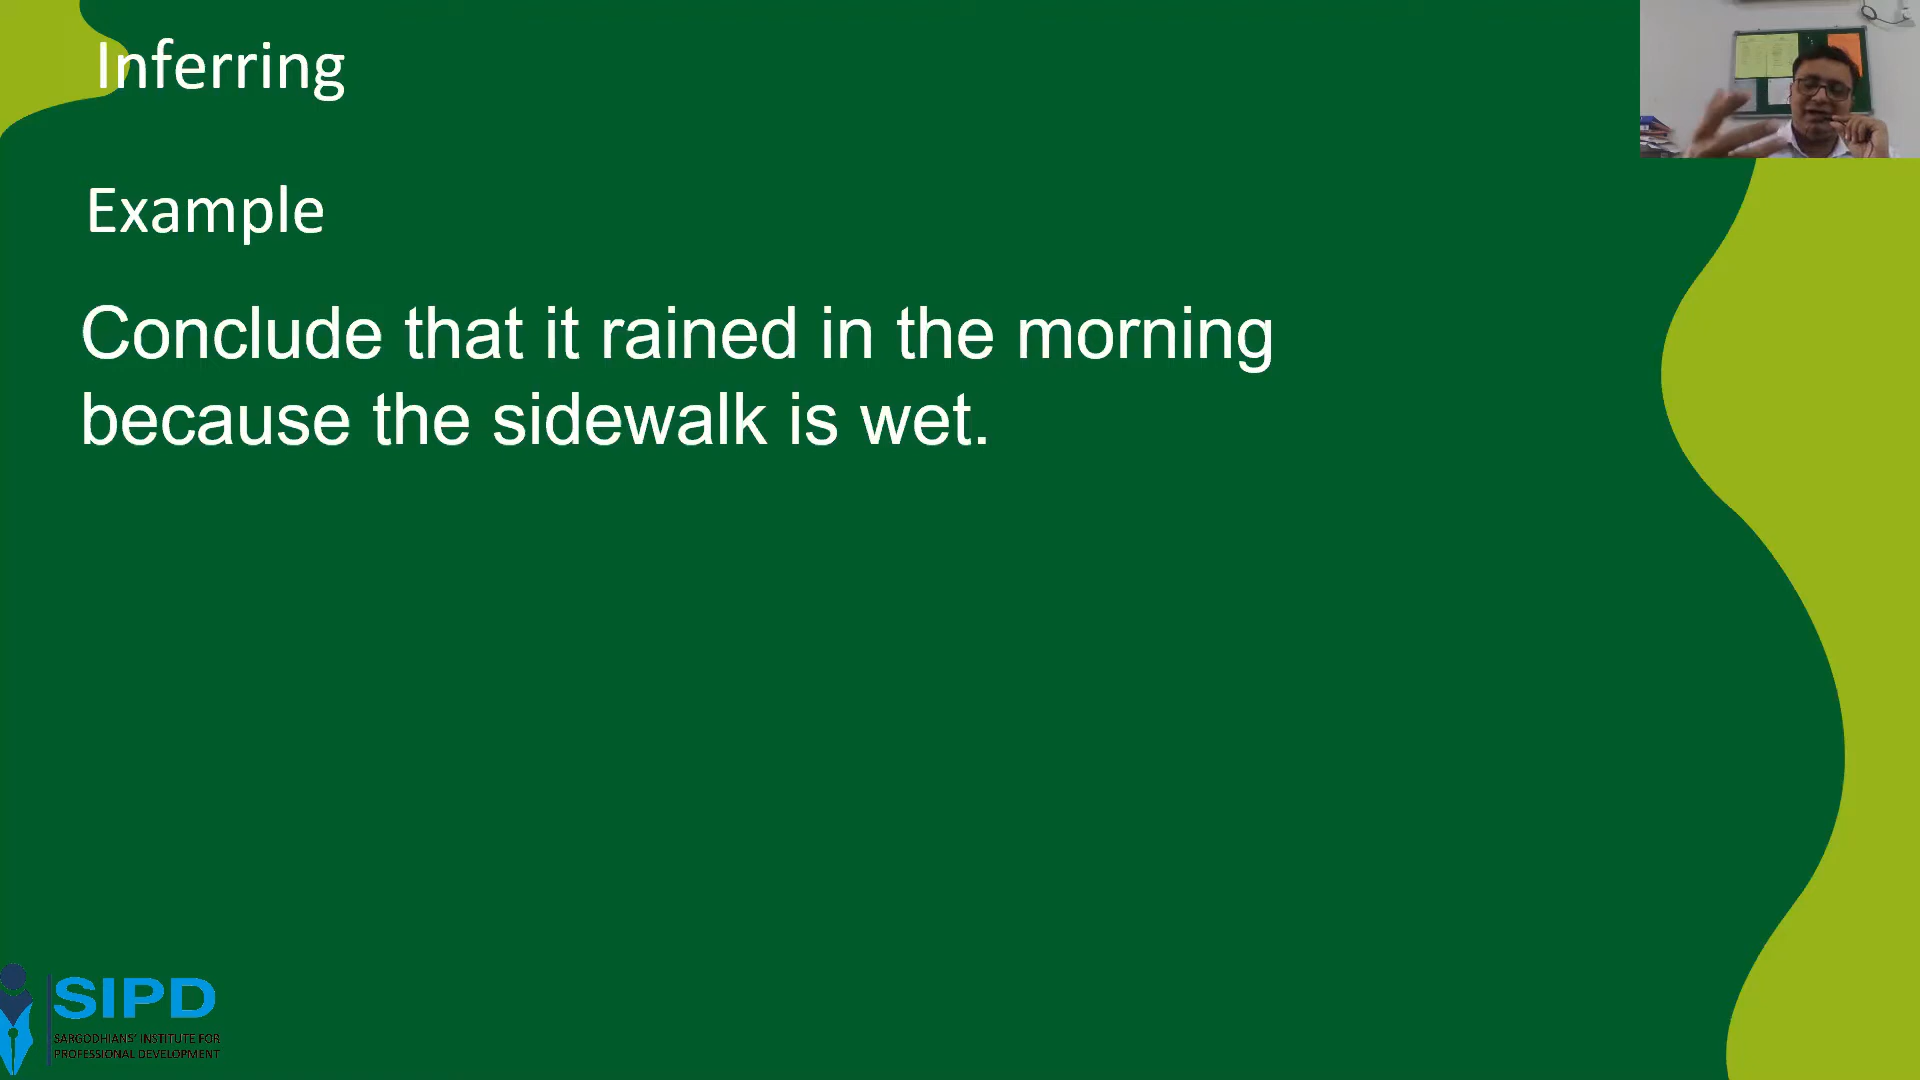 Inferring
Example
Conclude that it rained in the morning
because the sidewalk is wet.
SIPD
SARGODHIANS' INSTITUTE FOR
PROFESSIONAL DEVELOPMENT